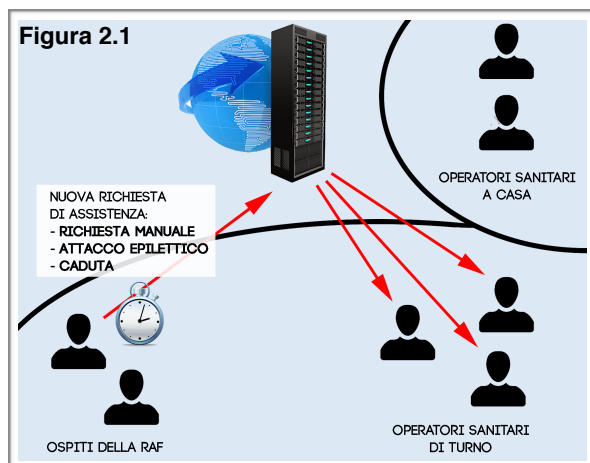 Figura 2.1
OPERATORI SANITARI
A CASA
NUOVA RICHIESTA
DI ASSISTENZA:
- RICHIESTA MANUALE
- ATTACCO EPILETTICO
- CADUTA
OSPITI DELLA RAF
OPERATORI SANITARI
DI TURNO